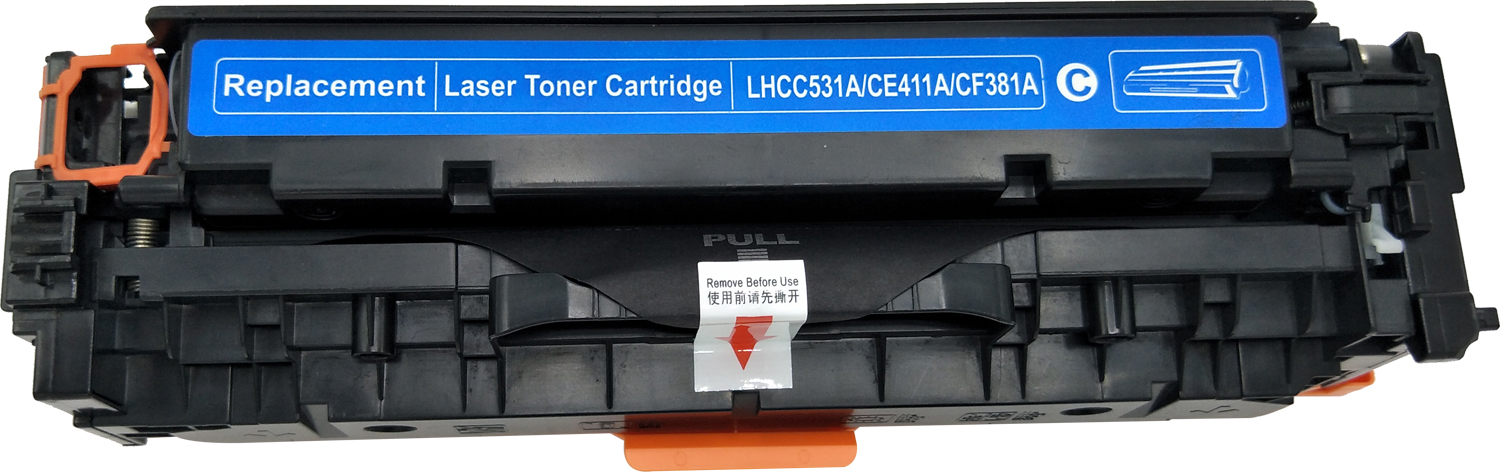 Replacement Laser Toner Cartridge LHCC531A/CE411A/CF381A C
PULL
Remove Before Use
使用前请先撕开